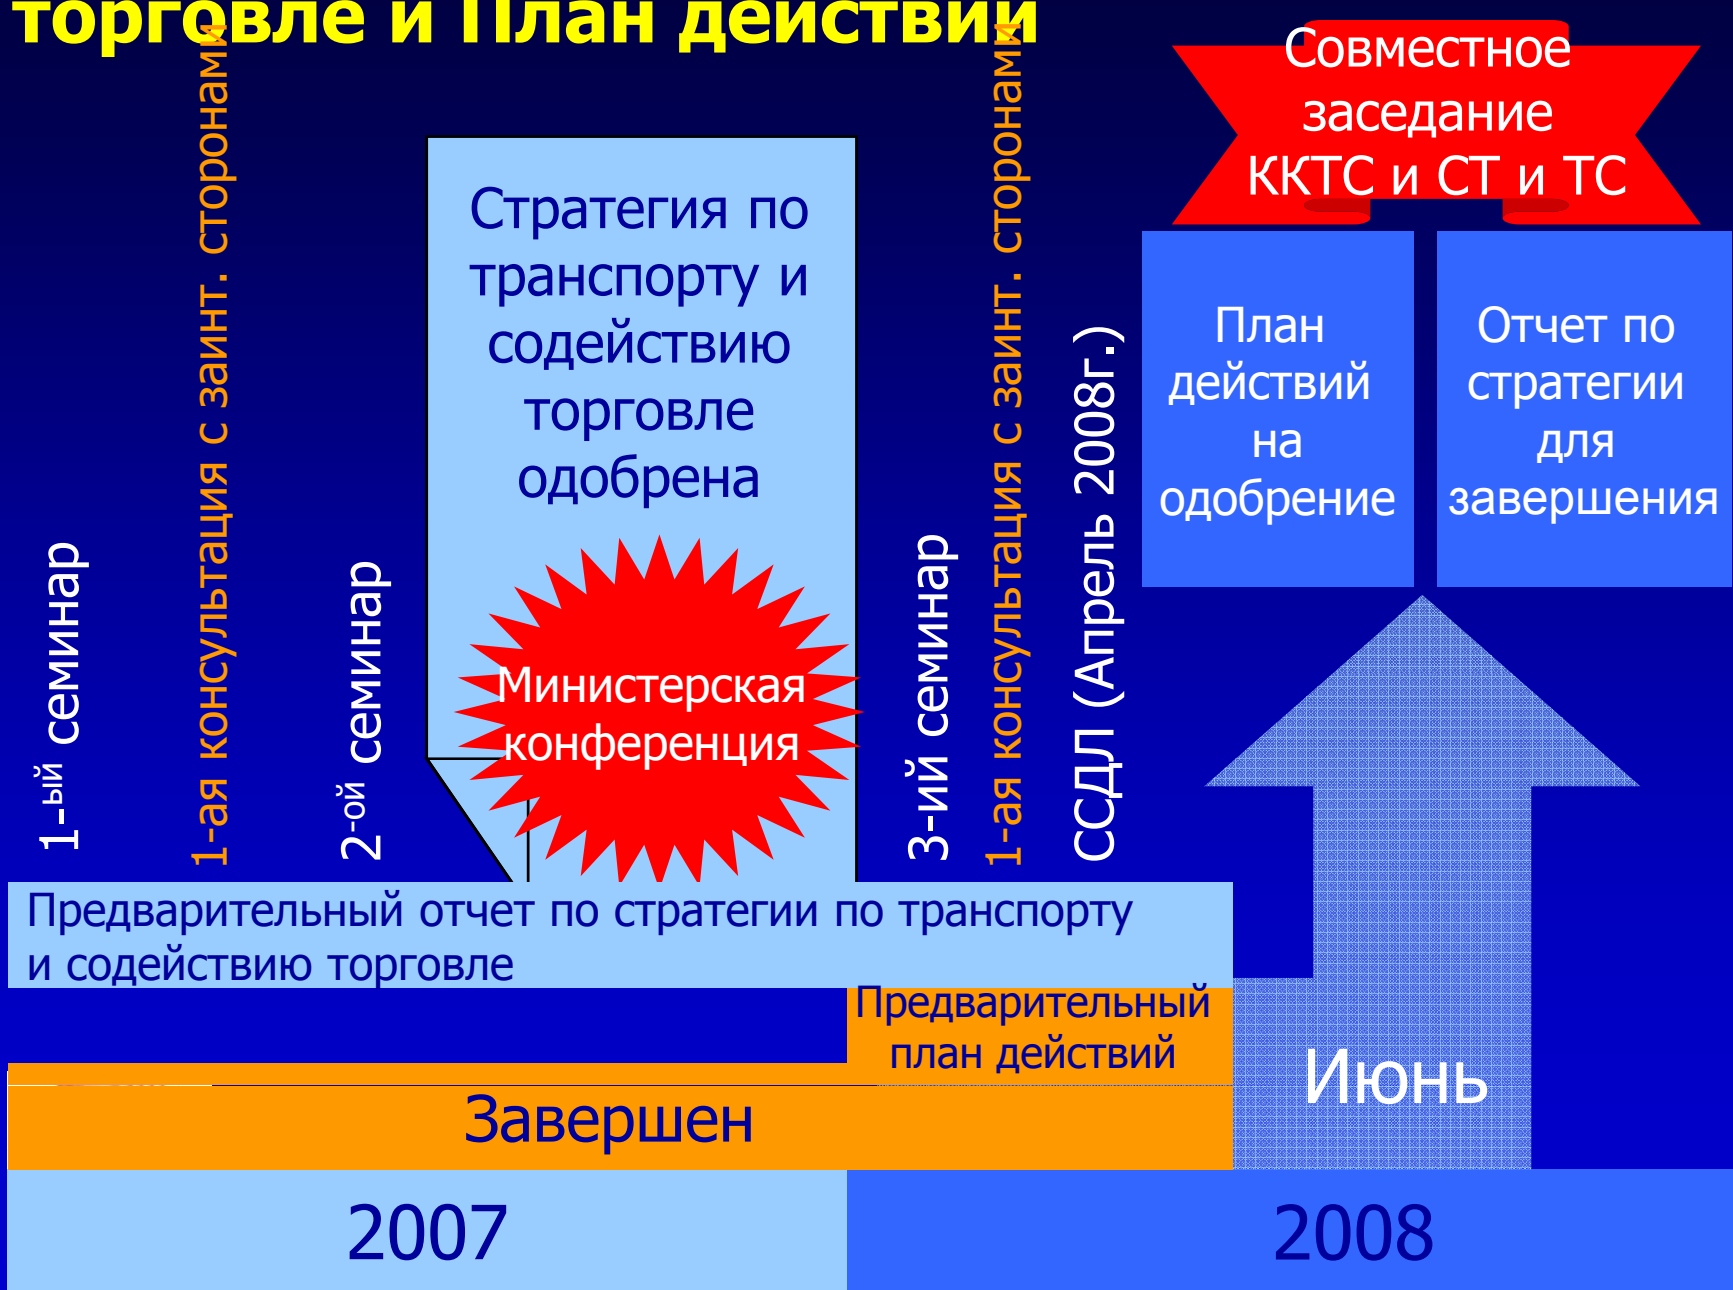 торговле и План действий
1-ый семинар
1-ая консультация с заинт. сторонами
2-ой семинар
Стратегия по
транспорту и
содействию
торговле
одобрена
Министерская
конференция
3-ий семинар
1-ая консультация с заинт. сторонами
ССДЛ (Апрель 2008г.)
Совместное
заседание
ККТС и СТ и ТС
План
действий
на
одобрение
Отчет по
стратегии
для
завершения
Предварительный отчет по стратегии по транспорту
и содействию торговле
Предварительный
план действий
Завершен
Июнь
2007
2008